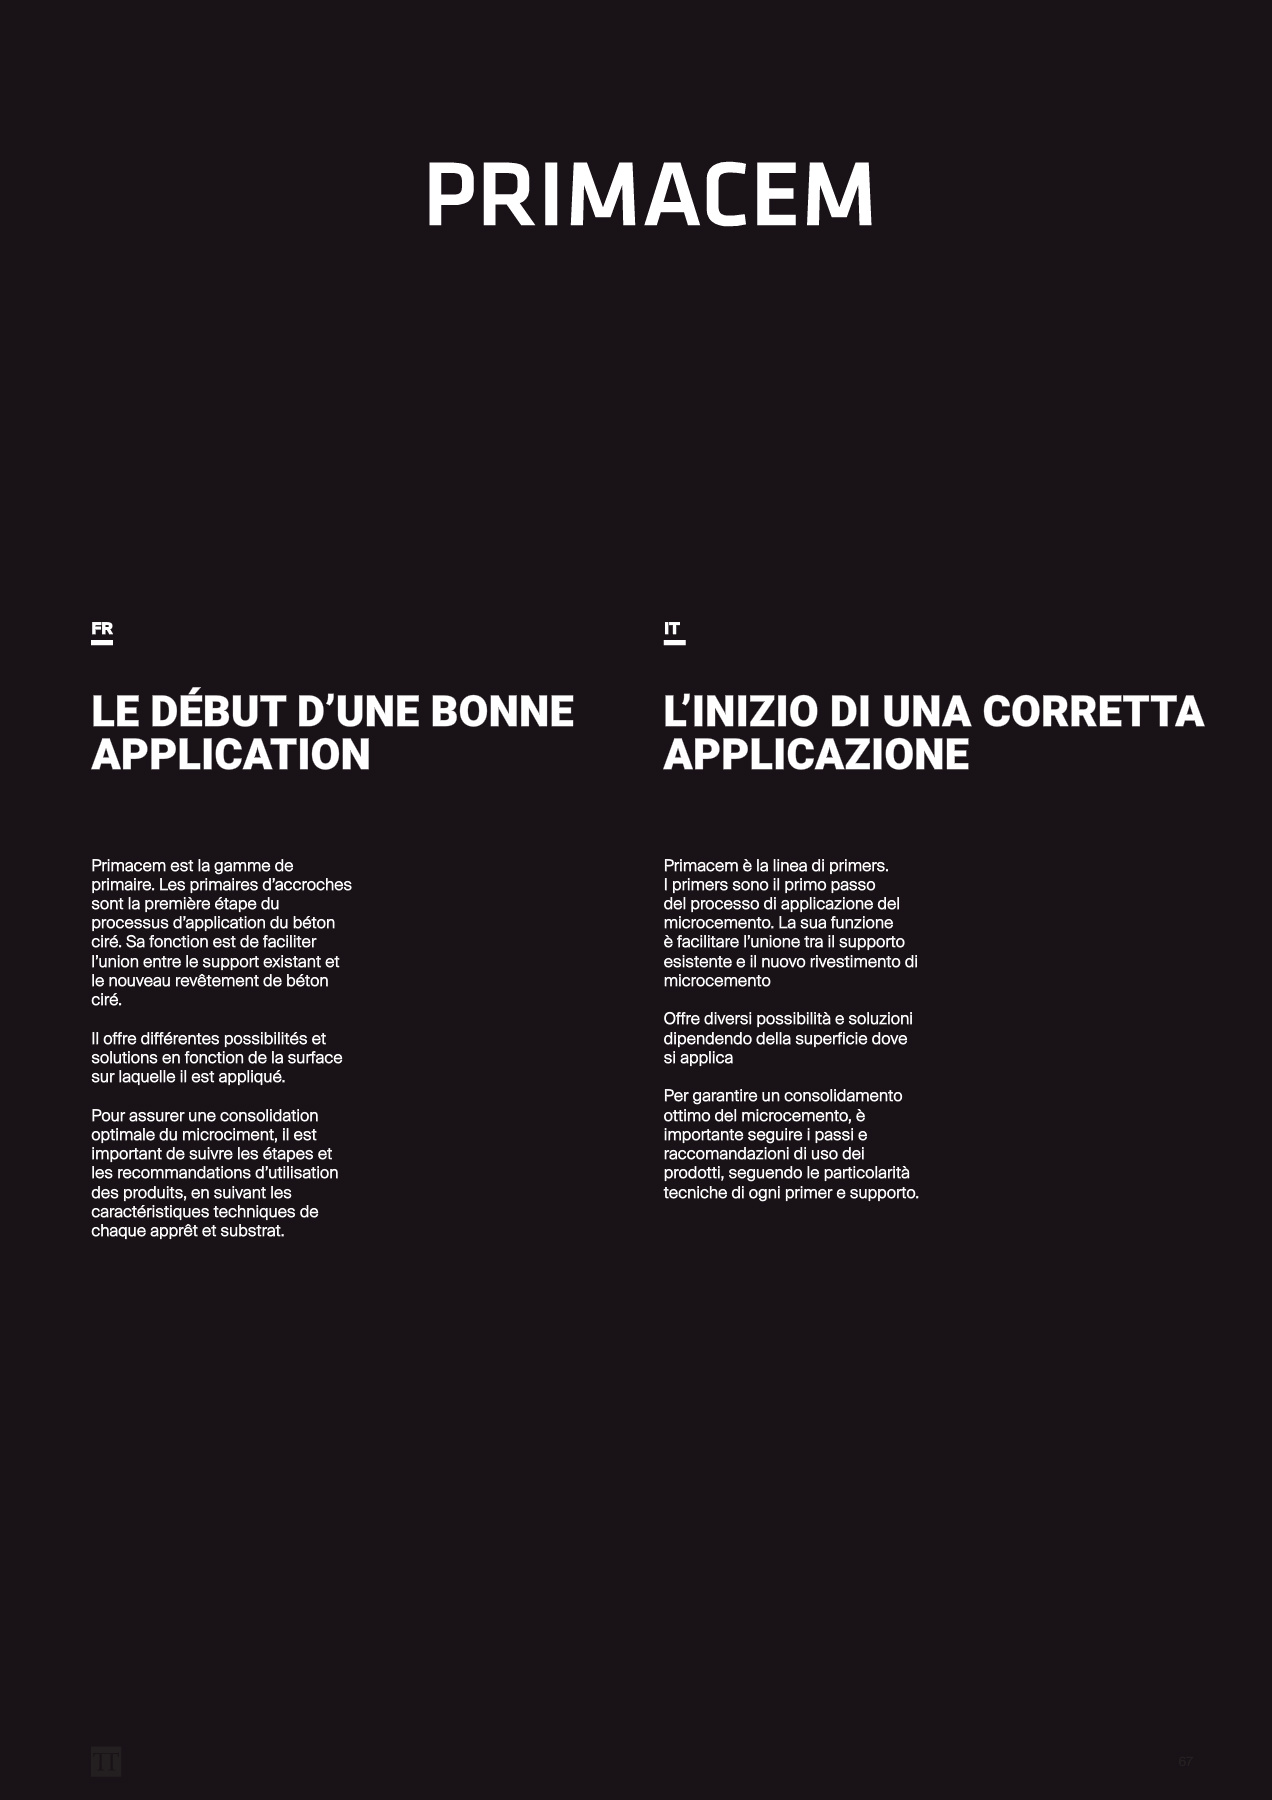 PRIMACEM
FR
LE DÉBUT D’UNE BONNE
APPLICATION
Primacem est la gamme de
primaire. Les primaires d’accroches
sont la première étape du
processus d’application du béton
ciré. Sa fonction est de faciliter
l’union entre le support existant et
le nouveau revêtement de béton
ciré.
Il offre différentes possibilités et
solutions en fonction de la surface
sur laquelle il est appliqué.
Pour assurer une consolidation
optimale du microciment, il est
important de suivre les étapes et
les recommandations d’utilisation
des produits, en suivant les
caractéristiques techniques de
chaque apprêt et substrat.
IT
L’INIZIO DI UNA CORRETTA
APPLICAZIONE
Primacem è la linea di primers.
I primers sono il primo passo
del processo di applicazione del
microcemento. La sua funzione
è facilitare l’unione tra il supporto
esistente e il nuovo rivestimento di
microcemento
Offre diversi possibilità e soluzioni
dipendendo della superficie dove
si applica
Per garantire un consolidamento
ottimo del microcemento, è
importante seguire i passi e
raccomandazioni di uso dei
prodotti, seguendo le particolarità
tecniche di ogni primer e supporto.
TT
67